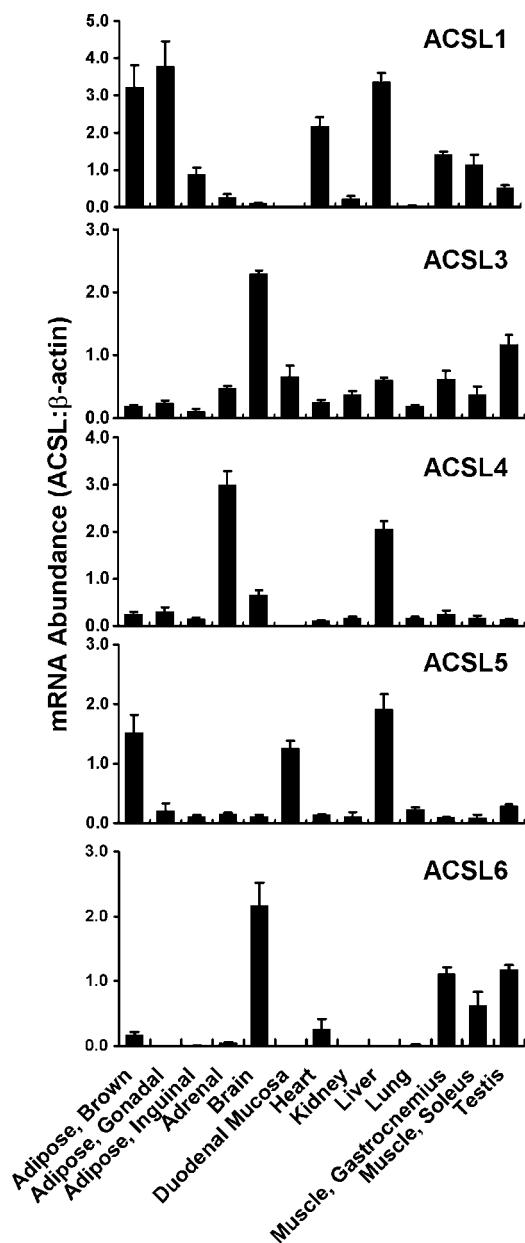 mRNA Abundance (ACSL:β-actin)
ACSL1
5.0
4.0
3.0
2.0
1.0
0.0
ACSL3
3.0
2.0
1.0
0.0
ACSL4
4.0
3.0
2.0
1.0
0.0
ACSL5
3.0
2.0
1.0
0.0
ACSL6
3.0
2.0
1.0
0.0
Adipose, Brown
Adipose, Gonadal
Adipose, Inguinal
Adrenal
Brain
Duodenal Mucosa
Heart
Kidney
Liver
Lung
Muscle, Gastrocnemius
Muscle, Soleus
Testis